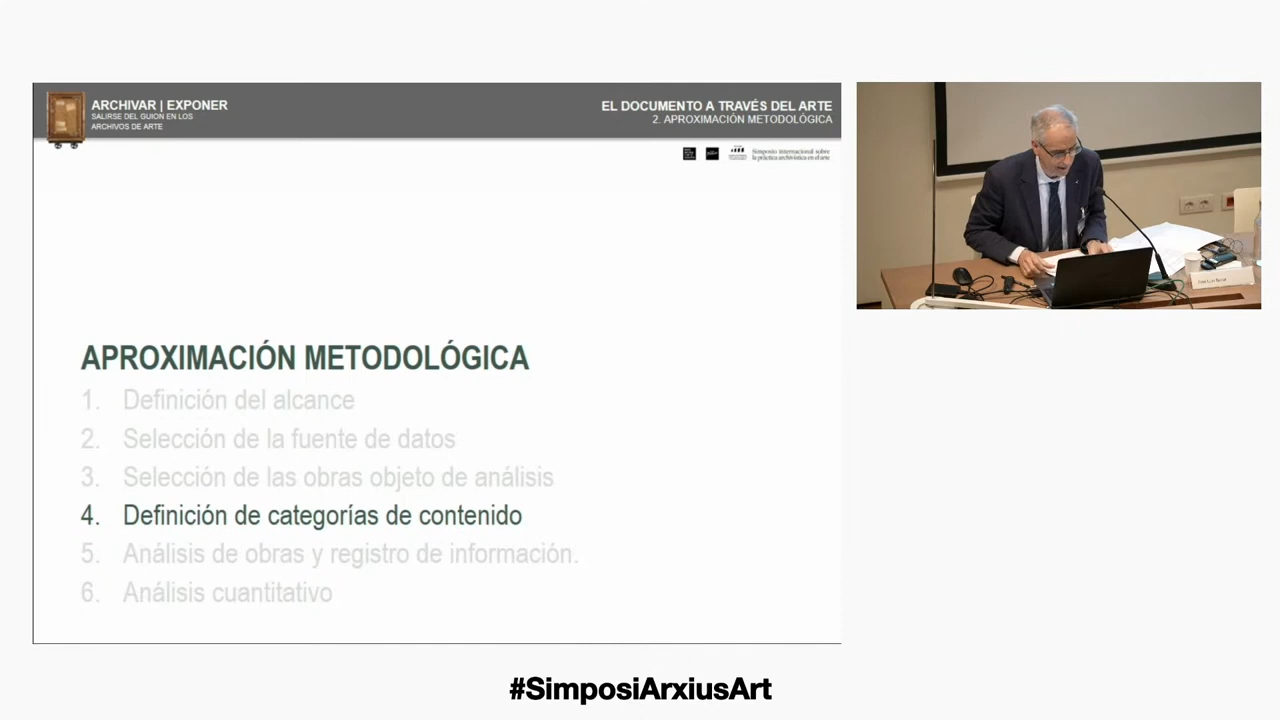 ARCHIVAR | EXPONER
SALIRSE DEL GUION EN LOS
ARCHIVOS DE ARTE
EL DOCUMENTO A TRAVÉS DEL ARTE
2. APROXIMACIÓN METODOLÓGICA
Simposio internacional sobre
la práctica archivística en el arte
APROXIMACIÓN METODOLÓGICA
1. Definición del alcance
2. Selección de la fuente de datos
3. Selección de las obras objeto de análisis
4. Definición de categorías de contenido
5. Análisis de obras y registro de información.
6. Análisis cuantitativo
#SimposiArxiusArt